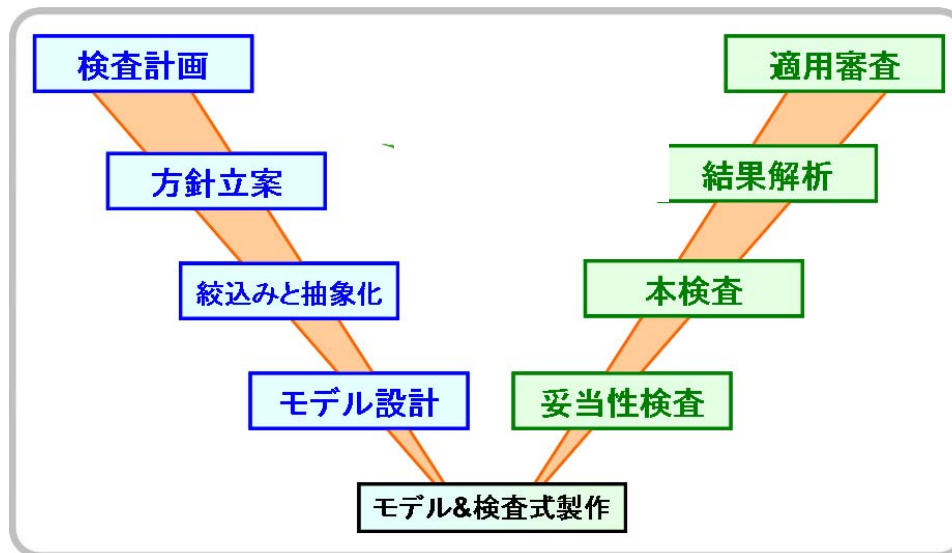 検査計画
適用審査
方針立案
結果解析
絞込みと抽象化
本検査
モデル設計
妥当性検査
モデル&検査式製作